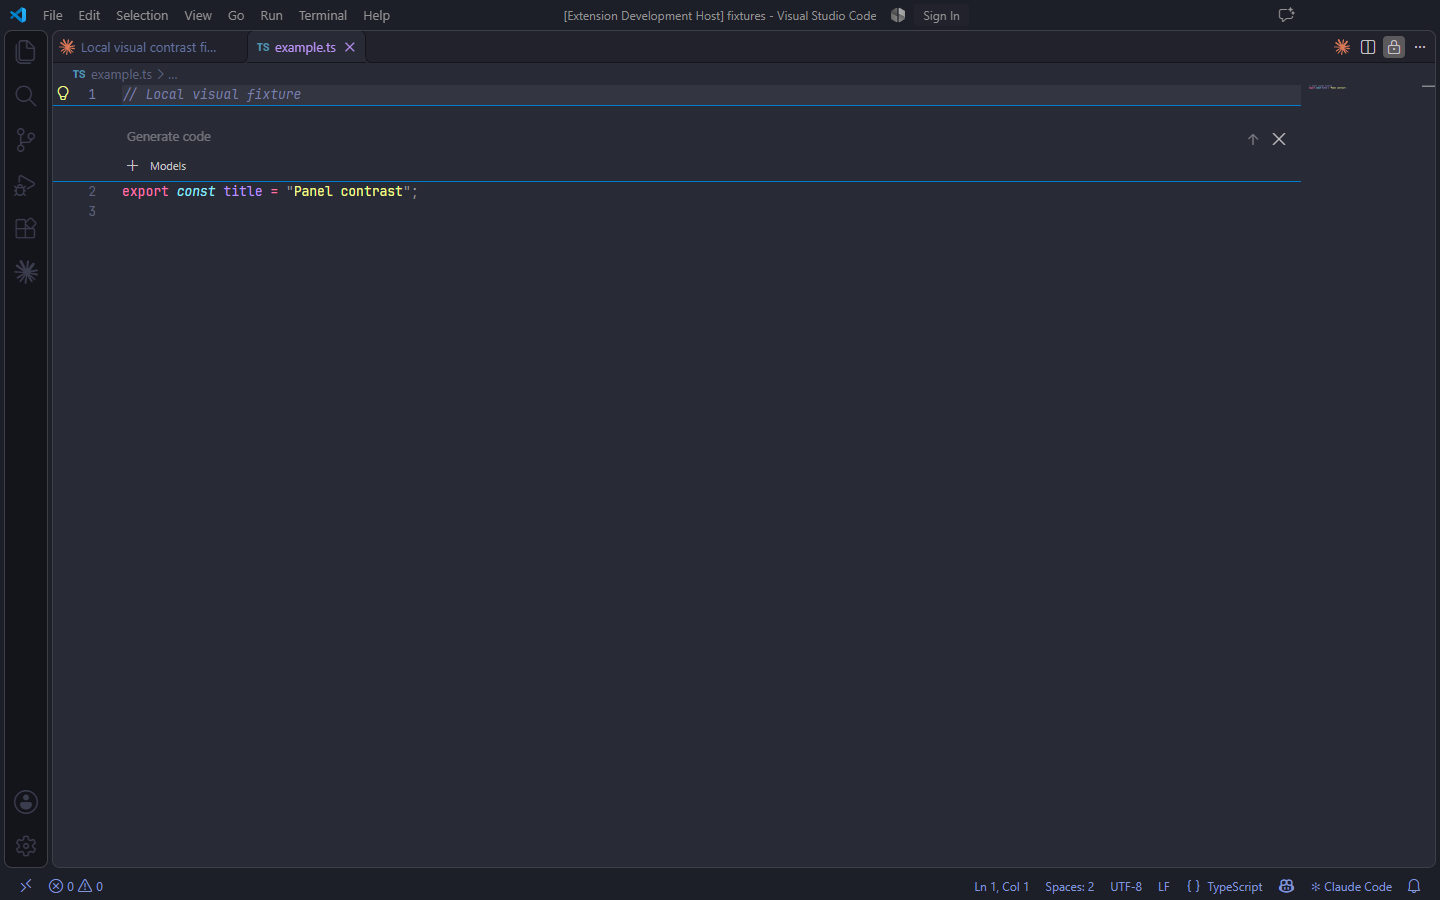 File Edit Selection View Go Run Terminal Help
[Extension Development Host] fixtures - Visual Studio Code
Sign In
Local visual contrast fi...
TS example.ts
TS example.ts > ...
1 // Local visual fixture
Generate code
+ Models
2 export const title = "Panel contrast";
3
0 0
Ln 1, Col 1 Spaces: 2 UTF-8 LF { } TypeScript Claude Code